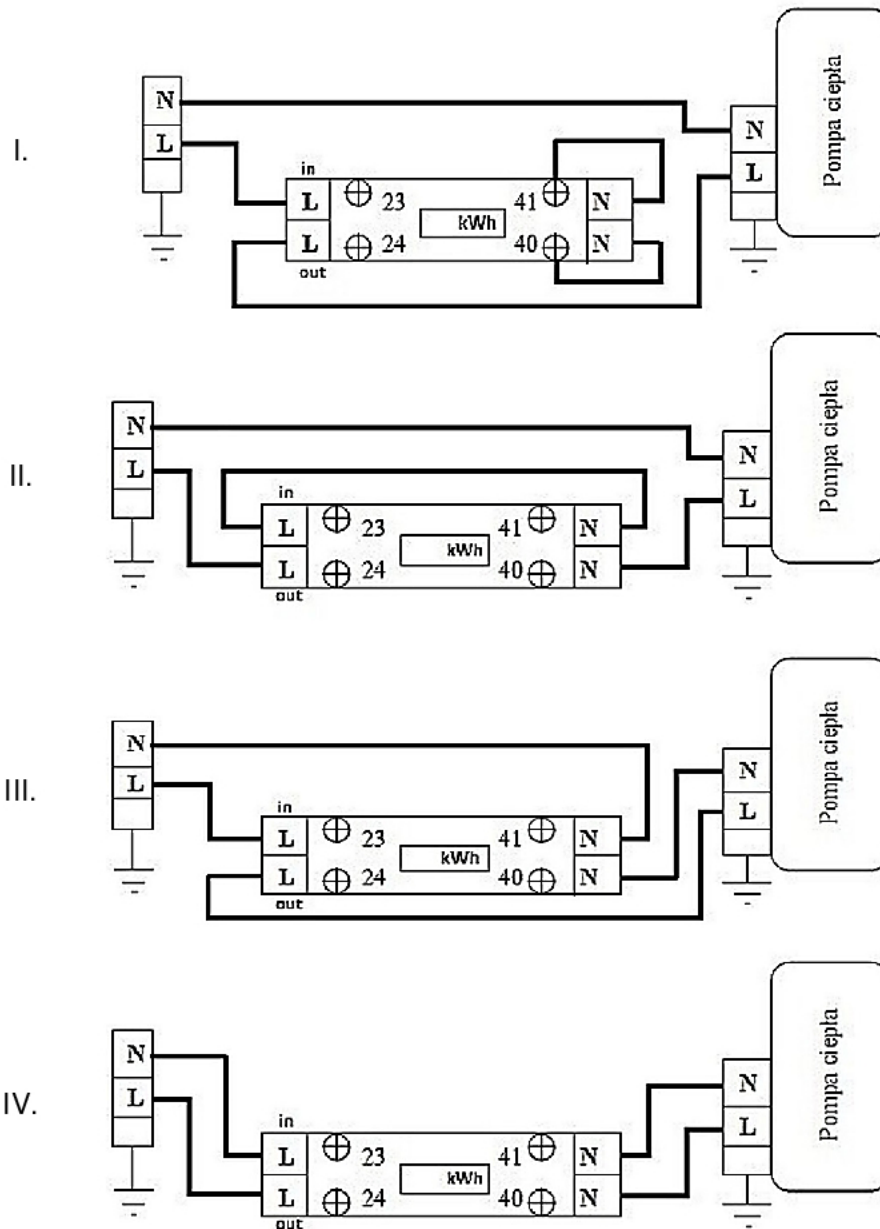 I.
N
L
in
L 23 41 N
kWh
L 24 40 N
out
N
L
Pompa ciepła
II.
N
L
in
L 23 41 N
kWh
L 24 40 N
out
N
L
Pompa ciepła
III.
N
L
in
L 23 41 N
kWh
L 24 40 N
out
N
L
Pompa ciepła
IV.
N
L
in
L 23 41 N
kWh
L 24 40 N
out
N
L
Pompa ciepła